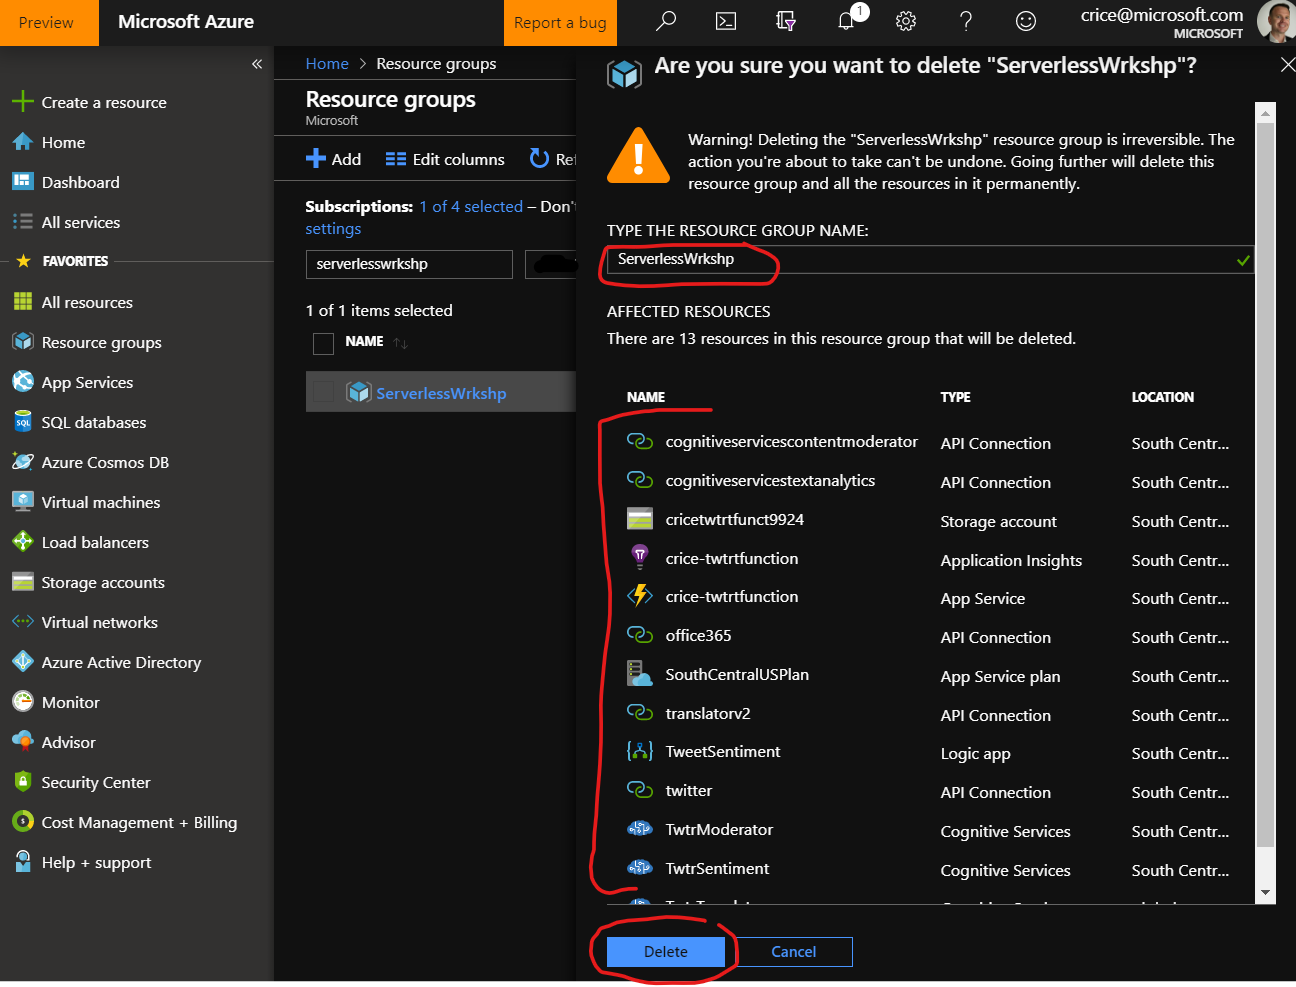 Preview
Microsoft Azure
Report a bug
1
crice@microsoft.com
MICROSOFT
«
Create a resource
Home
Dashboard
All services
FAVORITES
All resources
Resource groups
App Services
SQL databases
Azure Cosmos DB
Virtual machines
Load balancers
Storage accounts
Virtual networks
Azure Active Directory
Monitor
Advisor
Security Center
Cost Management + Billing
Help + support
Home > Resource groups
Resource groups
Microsoft
Add Edit columns
Subscriptions: 1 of 4 selected –
settings
serverlesswrkshp
1 of 1 items selected
NAME
ServerlessWrkshp
Are you sure you want to delete "ServerlessWrkshp"?
Warning! Deleting the "ServerlessWrkshp" resource group is irreversible. The
action you're about to take can't be undone. Going further will delete this
resource group and all the resources in it permanently.
TYPE THE RESOURCE GROUP NAME:
ServerlessWrkshp
AFFECTED RESOURCES
There are 13 resources in this resource group that will be deleted.
NAME TYPE LOCATION
cognitiveservicescontentmoderator API Connection South Centr...
cognitiveservicestextanalytics API Connection South Centr...
cricetwtrtfunct9924 Storage account South Centr...
crice-twtrtfunction Application Insights South Centr...
crice-twtrtfunction App Service South Centr...
office365 API Connection South Centr...
SouthCentralUSPlan App Service plan South Centr...
translatorv2 API Connection South Centr...
TweetSentiment Logic app South Centr...
twitter API Connection South Centr...
TwtrModerator Cognitive Services South Centr...
TwtrSentiment Cognitive Services South Centr...
Delete Cancel